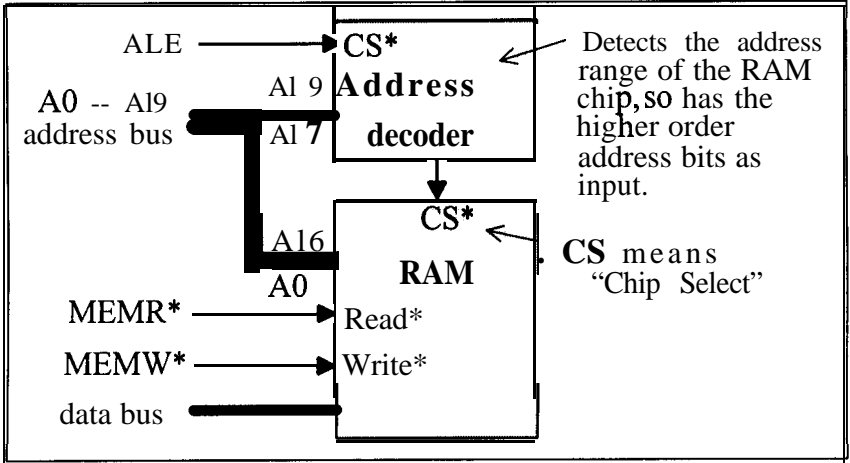 ALE
CS*
A0 -- Al9
address bus
Al 9
Al 7
Address
decoder
Detects the address
range of the RAM
chip, so has the
higher order
address bits as
input.
CS*
A16
A0
RAM
CS means
“Chip Select”
MEMR*
Read*
MEMW*
Write*
data bus